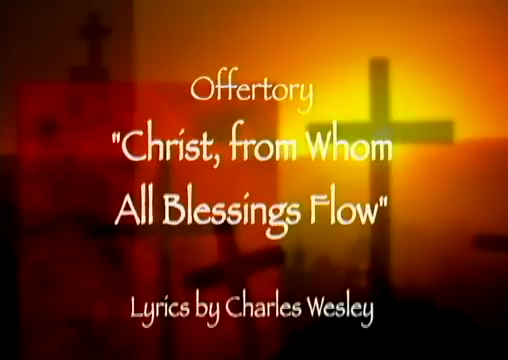 Offertory
"Christ, from Whom
All Blessings Flow"
Lyrics by Charles Wesley